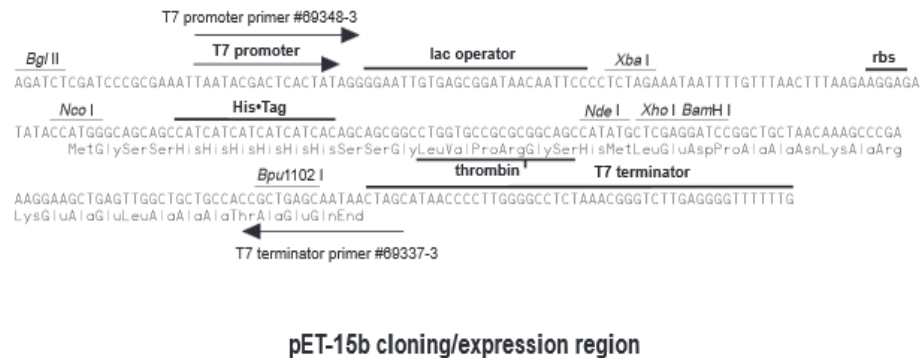 T7 promoter primer #69348-3
Bgl II T7 promoter lac operator Xba I rbs
AGATCTCGATCCCGCGAAATTAATACGACTCACTATAGGGGAATTGTGAGCGGATAACAATTCCCCTCTAGAAATAATTTTGTTTAACTTTAAGAAGGAGA
Nco I His•Tag Nde I Xho I BamH I
TATACCATGGGCAGCAGCCATCATCATCATCATCACAGCAGCGGCCTGGTGCCGCGCGGCAGCCATATGCTCGAGGATCCGGCTGCTAACAAAGCCCGA
MetGlySerSerHisHisHisHisHisHisSerSerGlyLeuValProArgGlySerHisMetLeuGluAspProAlaAlaAsnLysAlaArg
thrombin T7 terminator
Bpu1102 I
AAGGAAGCTGAGTTGGCTGCTGCCACCGCTGAGCAATAACTAGCATAACCCCTTGGGGCCTCTAAACGGGTCTTGAGGGGTTTTTTG
LysGluAlaGluLeuAlaAlaAlaThrAlaGluGlnEnd
T7 terminator primer #69337-3
pET-15b cloning/expression region